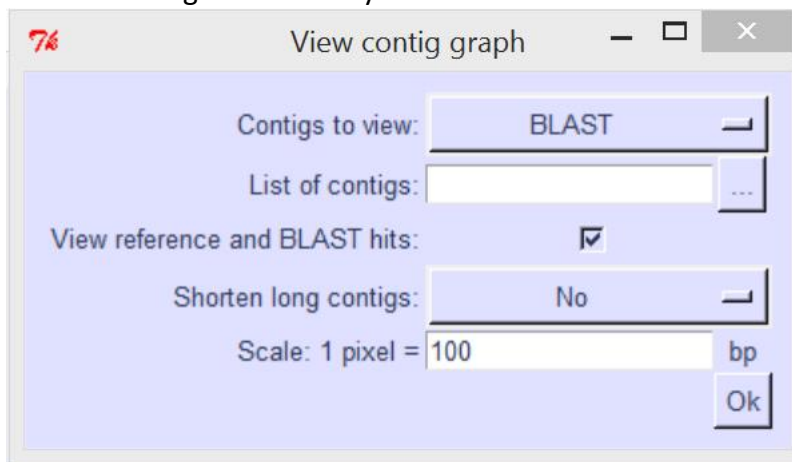 View contig graph
Contigs to view: BLAST
List of contigs: ...
View reference and BLAST hits:
Shorten long contigs: No
Scale: 1 pixel = 100 bp
Ok